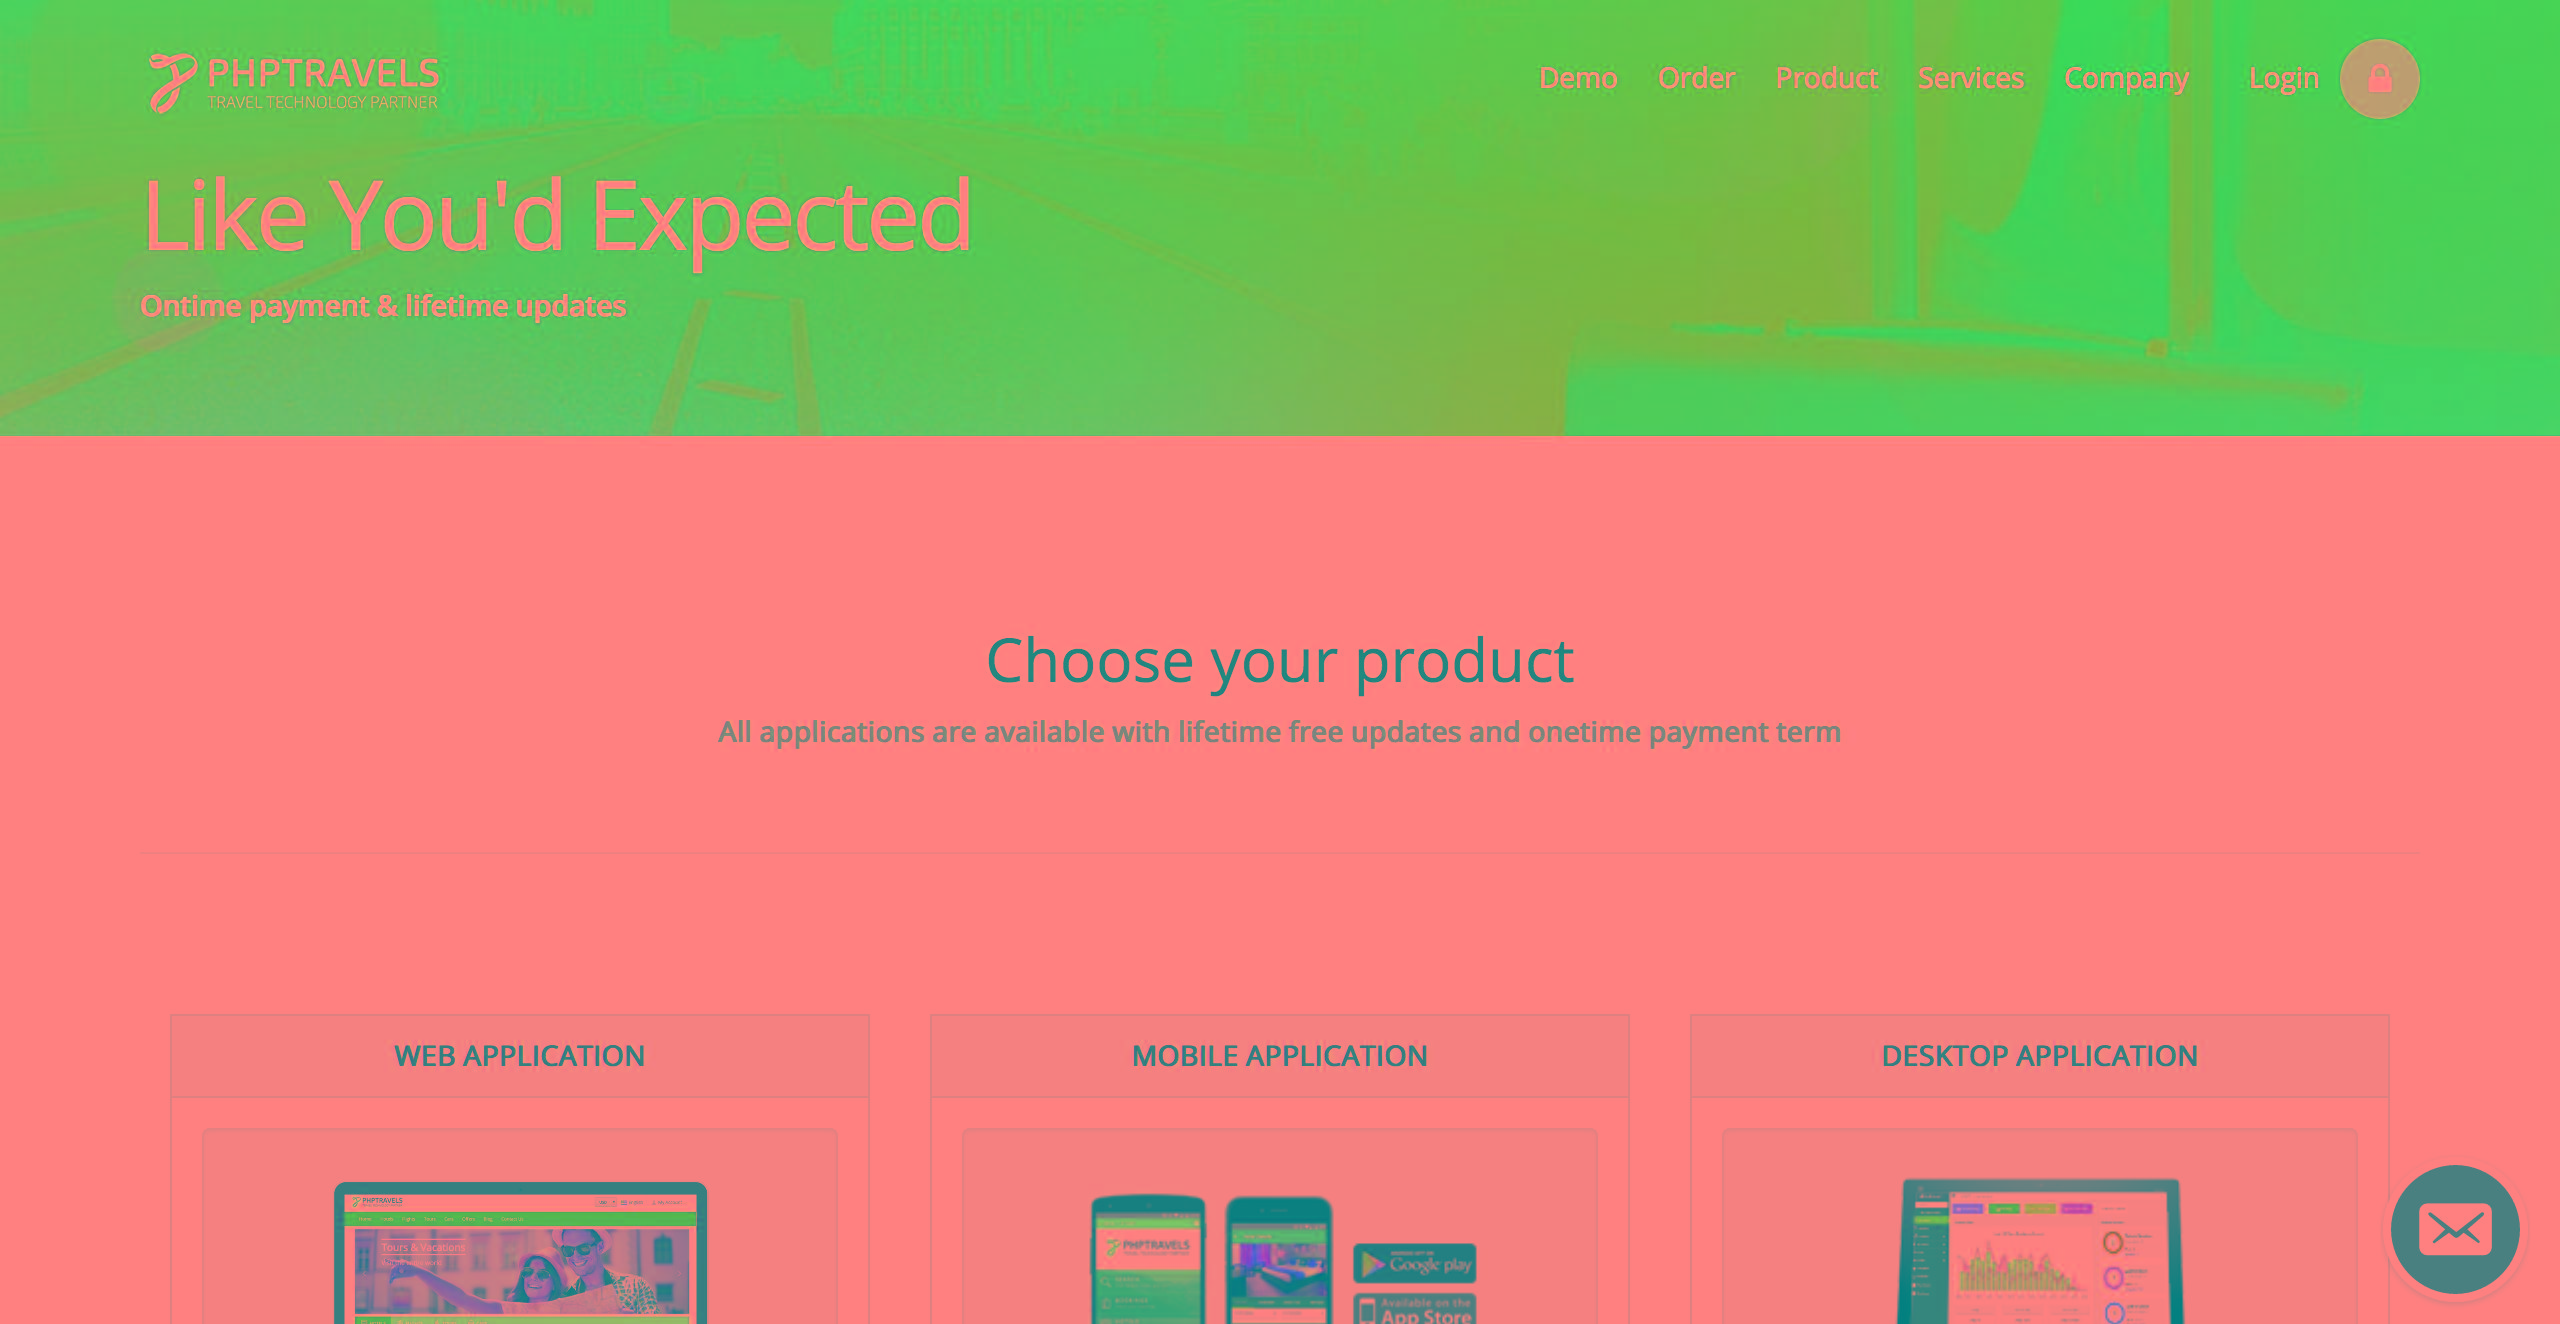 PHPTRAVELS
TRAVEL TECHNOLOGY PARTNER
Demo Order Product Services Company Login
Like You'd Expected
Ontime payment & lifetime updates
Choose your product
All applications are available with lifetime free updates and onetime payment term
WEB APPLICATION
MOBILE APPLICATION
DESKTOP APPLICATION
PHPTRAVELS
Tours & Vacations
PHPTRAVELS
Google play
Available on the
App Store